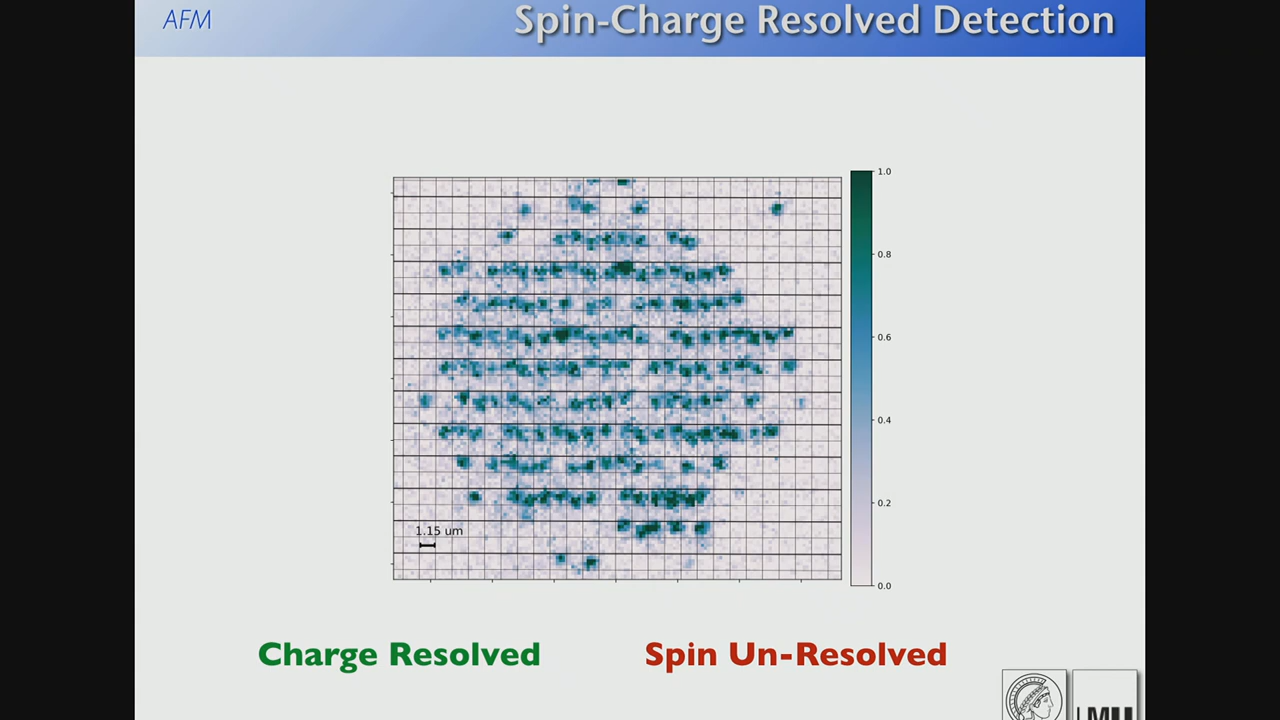 AFM
Spin-Charge Resolved Detection
1.0
0.8
0.6
0.4
0.2
0.0
1.15 um
Charge Resolved
Spin Un-Resolved
LMU